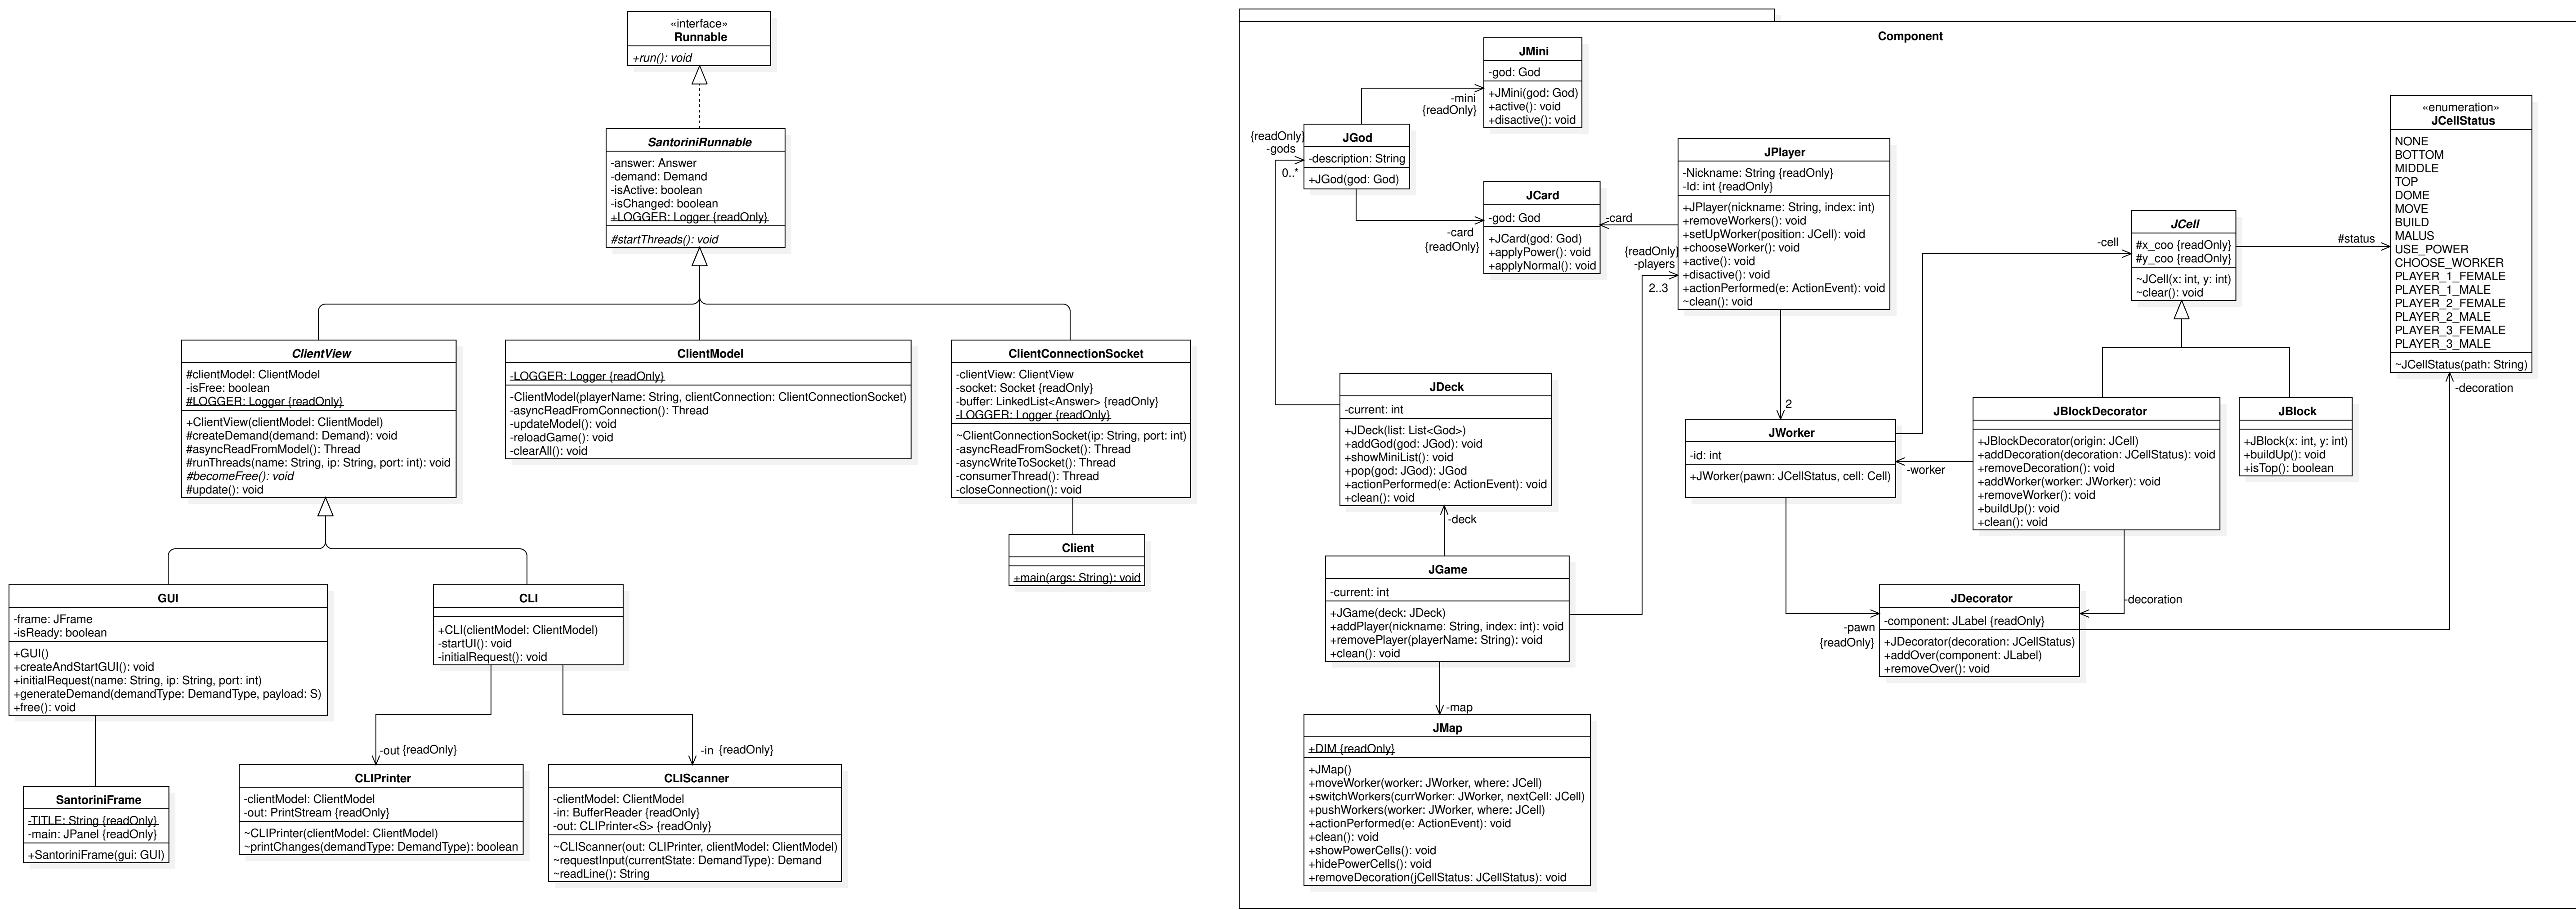 «interface»
Runnable
+run(): void
SantoriniRunnable
-answer: Answer
-demand: Demand
-isActive: boolean
-isChanged: boolean
+LOGGER: Logger {readOnly}
#startThreads(): void
ClientView
#clientModel: ClientModel
-isFree: boolean
#LOGGER: Logger {readOnly}
+ClientView(clientModel: ClientModel)
#createDemand(demand: Demand): void
#asyncReadFromModel(): Thread
#runThreads(name: String, ip: String, port: int): void
#becomeFree(): void
#update(): void
ClientModel
-LOGGER: Logger {readOnly}
-ClientModel(playerName: String, clientConnection: ClientConnectionSocket)
-asyncReadFromConnection(): Thread
-updateModel(): void
-reloadGame(): void
-clearAll(): void
ClientConnectionSocket
-clientView: ClientView
-socket: Socket {readOnly}
-buffer: LinkedList<Answer> {readOnly}
-LOGGER: Logger {readOnly}
~ClientConnectionSocket(ip: String, port: int)
-asyncReadFromSocket(): Thread
-asyncWriteToSocket(): Thread
-consumerThread(): Thread
-closeConnection(): void
Client
+main(args: String): void
GUI
-frame: JFrame
-isReady: boolean
+GUI()
+createAndStartGUI(): void
+initialRequest(name: String, ip: String, port: int)
+generateDemand(demandType: DemandType, payload: S)
+free(): void
CLI
+CLI(clientModel: ClientModel)
-startUI(): void
-initialRequest(): void
-out {readOnly}
-in {readOnly}
SantoriniFrame
-TITLE: String {readOnly}
-main: JPanel {readOnly}
+SantoriniFrame(gui: GUI)
CLIPrinter
-clientModel: ClientModel
-out: PrintStream {readOnly}
~CLIPrinter(clientModel: ClientModel)
~printChanges(demandType: DemandType): boolean
CLIScanner
-clientModel: ClientModel
-in: BufferReader {readOnly}
-out: CLIPrinter<S> {readOnly}
~CLIScanner(out: CLIPrinter, clientModel: ClientModel)
~requestInput(currentState: DemandType): Demand
~readLine(): String
Component
JMini
-god: God
+JMini(god: God)
+active(): void
+disactive(): void
-mini
{readOnly}
{readOnly}
-gods
0..*
JGod
-description: String
+JGod(god: God)
-card
{readOnly}
JCard
-god: God
+JCard(god: God)
+applyPower(): void
+applyNormal(): void
-card
JPlayer
-Nickname: String {readOnly}
-Id: int {readOnly}
+JPlayer(nickname: String, index: int)
+removeWorkers(): void
+setUpWorker(position: JCell): void
+chooseWorker(): void
+active(): void
+disactive(): void
+actionPerformed(e: ActionEvent): void
~clean(): void
{readOnly}
-players
2..3
2
-cell
JCell
#x_coo {readOnly}
#y_coo {readOnly}
~JCell(x: int, y: int)
~clear(): void
#status
«enumeration»
JCellStatus
NONE
BOTTOM
MIDDLE
TOP
DOME
MOVE
BUILD
MALUS
USE_POWER
CHOOSE_WORKER
PLAYER_1_FEMALE
PLAYER_1_MALE
PLAYER_2_FEMALE
PLAYER_2_MALE
PLAYER_3_FEMALE
PLAYER_3_MALE
~JCellStatus(path: String)
-decoration
JDeck
-current: int
+JDeck(list: List<God>)
+addGod(god: JGod): void
+showMiniList(): void
+pop(god: JGod): JGod
+actionPerformed(e: ActionEvent): void
+clean(): void
-deck
JWorker
-id: int
+JWorker(pawn: JCellStatus, cell: Cell)
-worker
JBlockDecorator
+JBlockDecorator(origin: JCell)
+addDecoration(decoration: JCellStatus): void
+removeDecoration(): void
+addWorker(worker: JWorker): void
+removeWorker(): void
+buildUp(): void
+clean(): void
JBlock
+JBlock(x: int, y: int)
+buildUp(): void
+isTop(): boolean
JGame
-current: int
+JGame(deck: JDeck)
+addPlayer(nickname: String, index: int): void
+removePlayer(playerName: String): void
+clean(): void
-map
-pawn
{readOnly}
JDecorator
-component: JLabel {readOnly}
+JDecorator(decoration: JCellStatus)
+addOver(component: JLabel)
+removeOver(): void
-decoration
JMap
+DIM {readOnly}
+JMap()
+moveWorker(worker: JWorker, where: JCell)
+switchWorkers(currWorker: JWorker, nextCell: JCell)
+pushWorkers(worker: JWorker, where: JCell)
+actionPerformed(e: ActionEvent): void
+clean(): void
+showPowerCells(): void
+hidePowerCells(): void
+removeDecoration(jCellStatus: JCellStatus): void